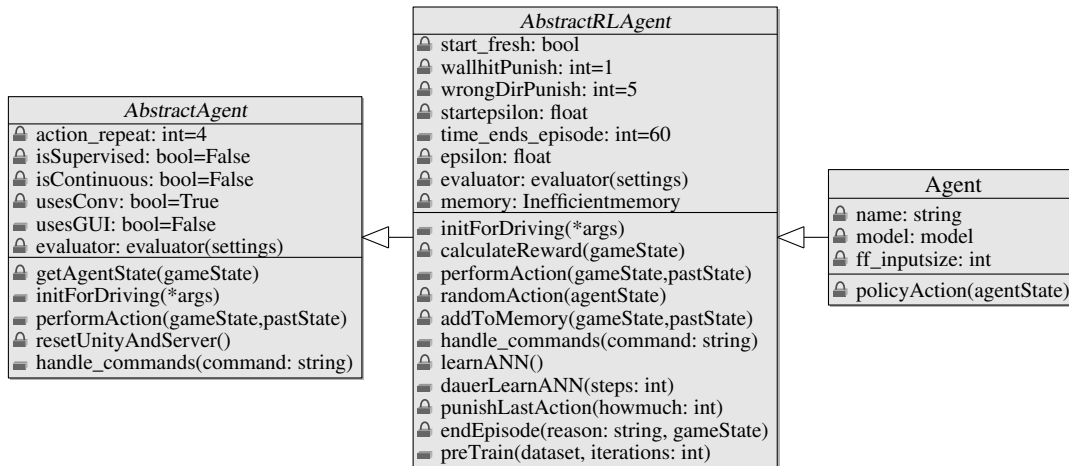 AbstractAgent
action_repeat: int=4
isSupervised: bool=False
isContinuous: bool=False
usesConv: bool=True
usesGUI: bool=False
evaluator: evaluator(settings)
getAgentState(gameState)
initForDriving(*args)
performAction(gameState,pastState)
resetUnityAndServer()
handle_commands(command: string)
AbstractRLAgent
start_fresh: bool
wallhitPunish: int=1
wrongDirPunish: int=5
startepsilon: float
time_ends_episode: int=60
epsilon: float
evaluator: evaluator(settings)
memory: Inefficientmemory
initForDriving(*args)
calculateReward(gameState)
performAction(gameState,pastState)
randomAction(agentState)
addToMemory(gameState,pastState)
handle_commands(command: string)
learnANN()
dauerLearnANN(steps: int)
punishLastAction(howmuch: int)
endEpisode(reason: string, gameState)
preTrain(dataset, iterations: int)
Agent
name: string
model: model
ff_inputsize: int
policyAction(agentState)